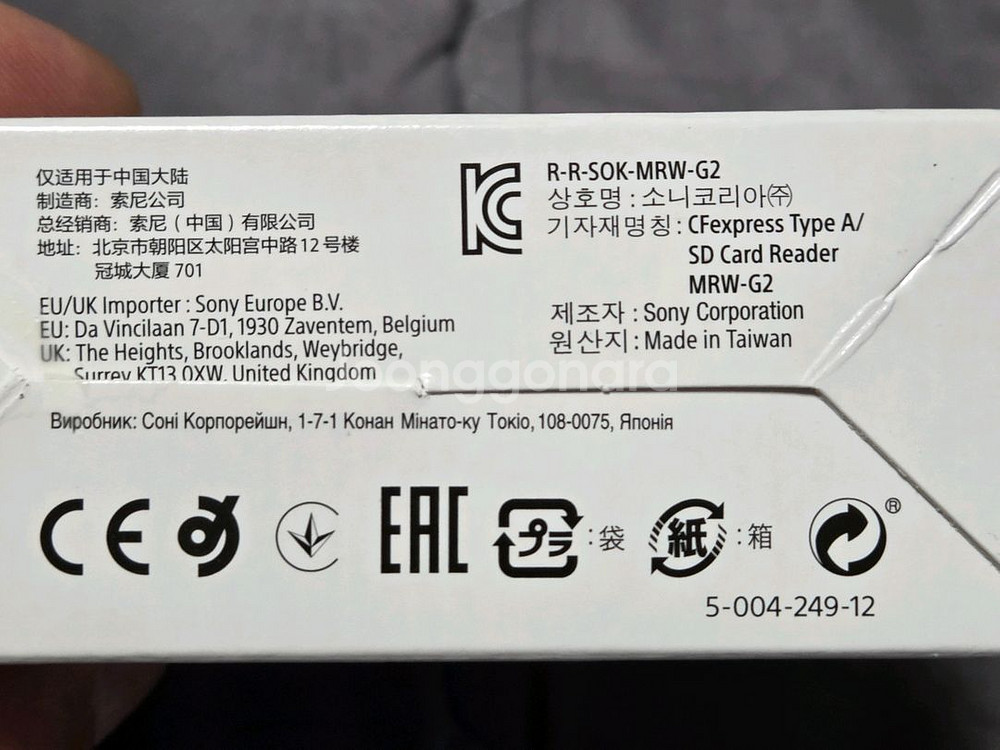 仅适用于中国大陆
制造商：索尼公司
总经销商：索尼（中国）有限公司
地址：北京市朝阳区太阳宫中路12号楼
冠城大厦 701
EU/UK Importer : Sony Europe B.V.
EU: Da Vincilaan 7-D1, 1930 Zaventem, Belgium
UK: The Heights, Brooklands, Weybridge,
Surrey KT13 0XW, United Kingdom
R-R-SOK-MRW-G2
상호명 : 소니코리아㈜
기자재명칭 : CFexpress Type A/
SD Card Reader
MRW-G2
제조자 : Sony Corporation
원산지 : Made in Taiwan
joonggonara
Виробник: Соні Корпорейшн, 1-7-1 Конан Мінато-ку Токіо, 108-0075, Японія
CE EAC プラ : 袋 紙 : 箱 ®
5-004-249-12